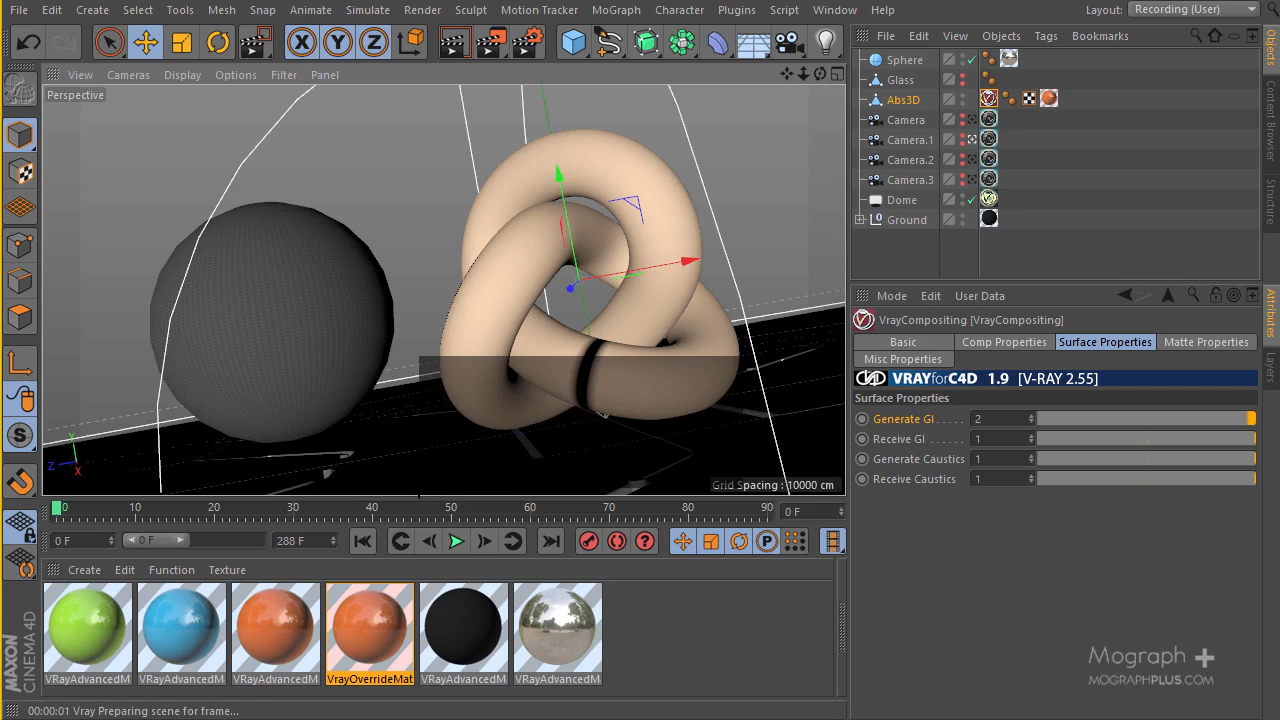 File Edit Create Select Tools Mesh Snap Animate Simulate Render Sculpt Motion Tracker MoGraph Character Plugins Script Window Help Layout: Recording (User)
File Edit View Objects Tags Bookmarks
View Cameras Display Options Filter Panel
Perspective
Sphere
Glass
Abs3D
Camera
Camera.1
Camera.2
Camera.3
Dome
Ground
Objects
Content Browser
Structure
Mode Edit User Data
VrayCompositing [VrayCompositing]
Basic Comp Properties Surface Properties Matte Properties
Misc Properties
VRAYforC4D 1.9 [V-RAY 2.55]
Surface Properties
Generate GI 2
Receive GI 1
Generate Caustics 1
Receive Caustics 1
Attributes
Layers
X Y Z
S
Y
Z X
Grid Spacing : 10000 cm
0 10 20 30 40 50 60 70 80 90 0 F
0 F 0 F 288 F P
Create Edit Function Texture
VRayAdvancedM VRayAdvancedM VRayAdvancedM VrayOverrideMat VRayAdvancedM VRayAdvancedM
MAXON
CINEMA 4D
Mograph +
MOGRAPHPLUS.COM
00:00:01 Vray Preparing scene for frame...